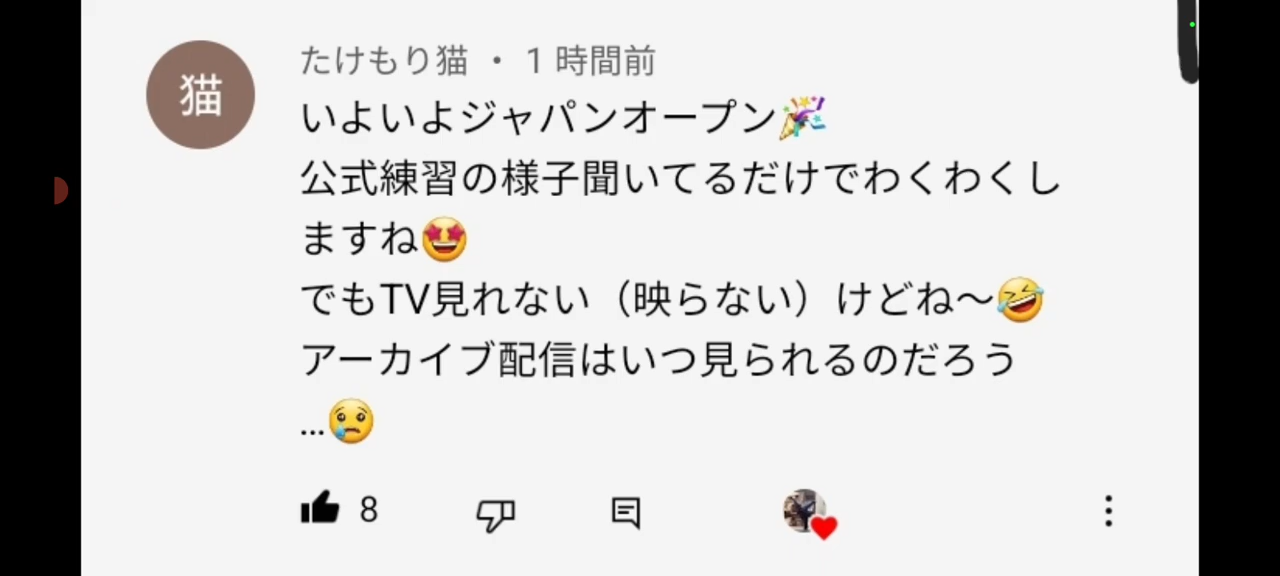 猫
たけもり猫 ・ 1 時間前
いよいよジャパンオープン🎉
公式練習の様子聞いてるだけでわくわくし
ますね🤩
でもTV見れない（映らない）けどね〜🤣
アーカイブ配信はいつ見られるのだろう
...😢
8